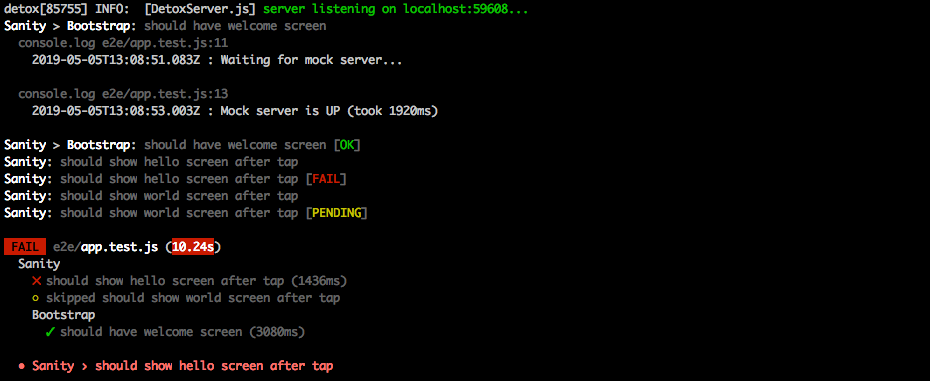 detox[85755] INFO:  [DetoxServer.js] server listening on localhost:59608...
Sanity > Bootstrap: should have welcome screen
console.log e2e/app.test.js:11
2019-05-05T13:08:51.083Z : Waiting for mock server...
console.log e2e/app.test.js:13
2019-05-05T13:08:53.003Z : Mock server is UP (took 1920ms)
Sanity > Bootstrap: should have welcome screen [OK]
Sanity: should show hello screen after tap
Sanity: should show hello screen after tap [FAIL]
Sanity: should show world screen after tap
Sanity: should show world screen after tap [PENDING]
FAIL e2e/app.test.js (10.24s)
Sanity
✕ should show hello screen after tap (1436ms)
○ skipped should show world screen after tap
Bootstrap
✓ should have welcome screen (3080ms)
● Sanity › should show hello screen after tap